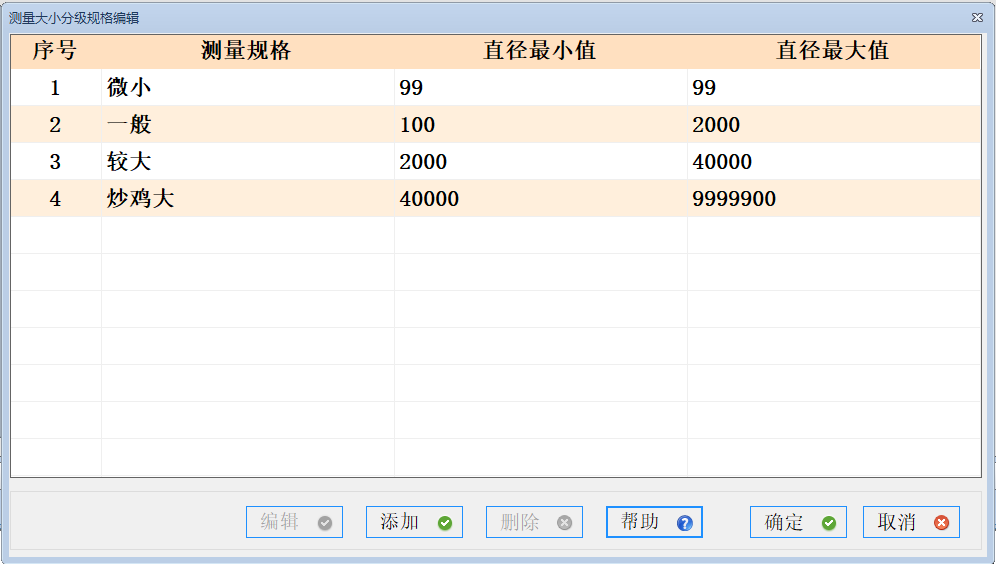 测量大小分级规格编辑
序号 测量规格 直径最小值 直径最大值
1 微小 99 99
2 一般 100 2000
3 较大 2000 40000
4 炒鸡大 40000 9999900
编辑 添加 删除 帮助 确定 取消